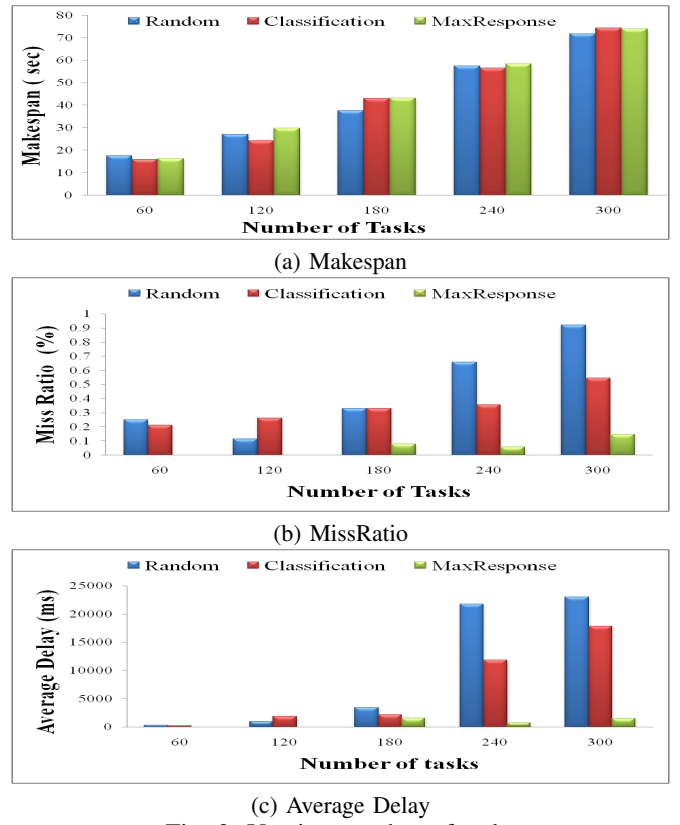 Random Classification MaxResponse
80
70
60
50
40
30
20
10
0
Makespan ( sec)
60 120 180 240 300
Number of Tasks
(a) Makespan
Random Classification MaxResponse
1
0.9
0.8
0.7
0.6
0.5
0.4
0.3
0.2
0.1
0
Miss Ratio (%)
60 120 180 240 300
Number of Tasks
(b) MissRatio
Random Classification MaxResponse
25000
20000
15000
10000
5000
0
Average Delay (ms)
60 120 180 240 300
Number of tasks
(c) Average Delay